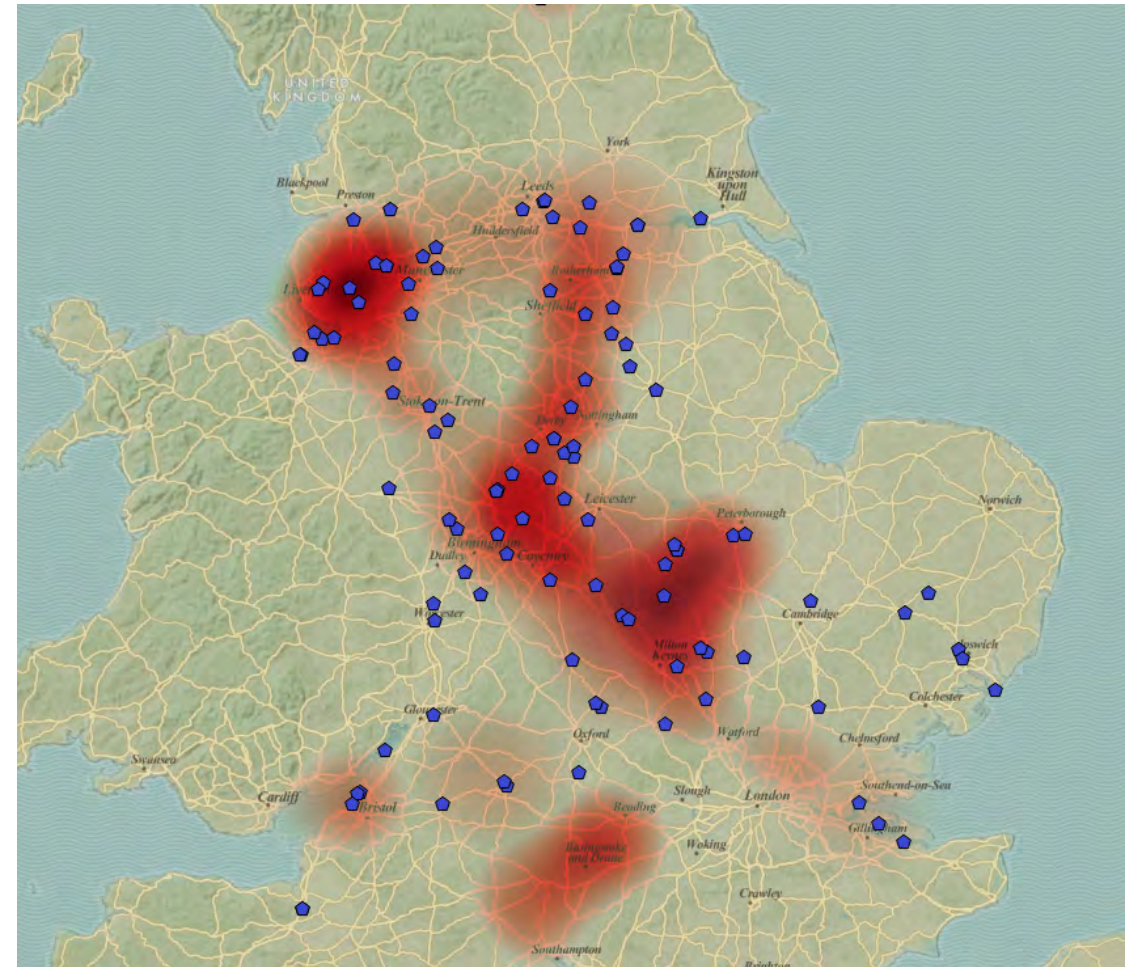 UNITED
KINGDOM
York
Blackpool
Preston
Leeds
Kingston
upon
Hull
Huddersfield
Manchester
Rotherham
Sheffield
Stoke-on-Trent
Derby
Nottingham
Leicester
Norwich
Peterborough
Birmingham
Dudley
Coventry
Worcester
Cambridge
Milton
Keynes
Ipswich
Colchester
Gloucester
Oxford
Watford
Chelmsford
Swansea
Cardiff
Bristol
Slough
London
Southend-on-Sea
Reading
Gillingham
Basingstoke
and Deane
Woking
Crawley
Southampton
Brighton